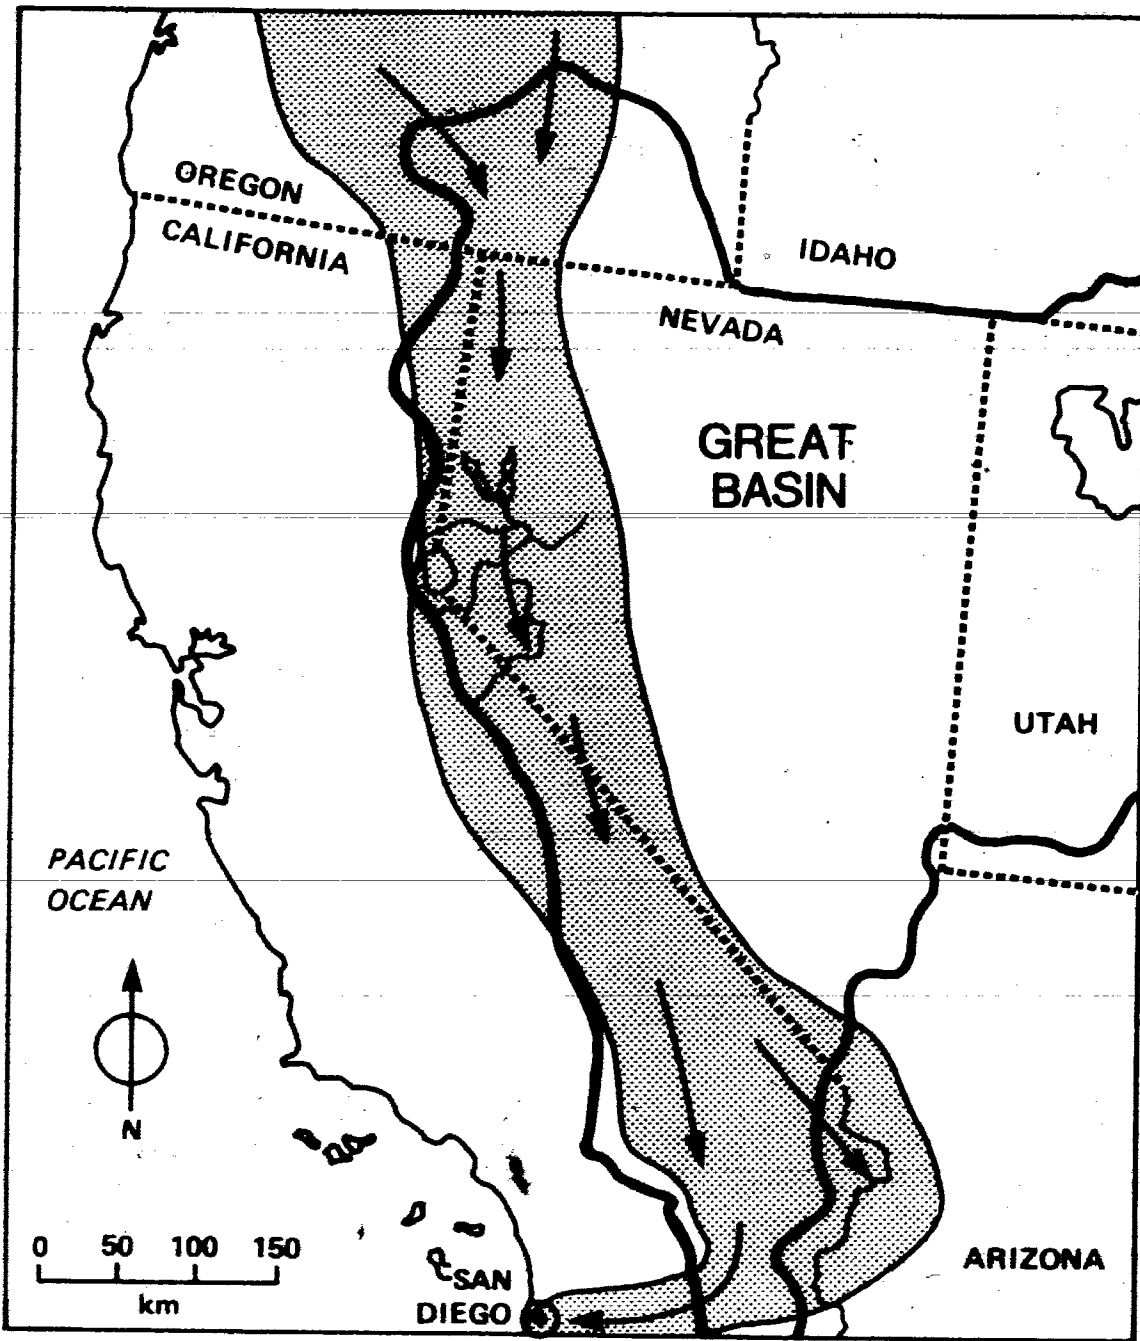 OREGON
CALIFORNIA
IDAHO
NEVADA
GREAT
BASIN
UTAH
PACIFIC
OCEAN
N
0 50 100 150
km
SAN
DIEGO
ARIZONA